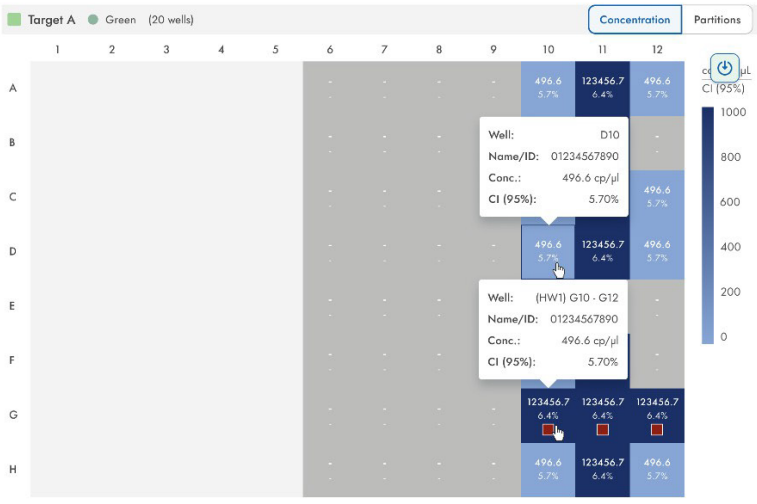 Target A Green (20 wells) Concentration Partitions
1 2 3 4 5 6 7 8 9 10 11 12
CI (95%)
A - - - - 496.6 123456.7 496.6
- - - - 5.7% 6.4% 5.7%
1000
B - - - - -
- - - - -
Well: D10
Name/ID: 01234567890
Conc.: 496.6 cp/µl
CI (95%): 5.70%
800
C - - - - 496.6
- - - - 5.7%
600
D - - - - 496.6 123456.7 496.6
- - - - 5.7% 6.4% 5.7%
400
E - - - - -
- - - - -
Well: (HW1) G10 - G12
Name/ID: 01234567890
Conc.: 496.6 cp/µl
CI (95%): 5.70%
200
0
F - - - - -
- - - - -
G - - - - 123456.7 123456.7 123456.7
- - - - 6.4% 6.4% 6.4%
H - - - - 496.6 123456.7 496.6
- - - - 5.7% 6.4% 5.7%